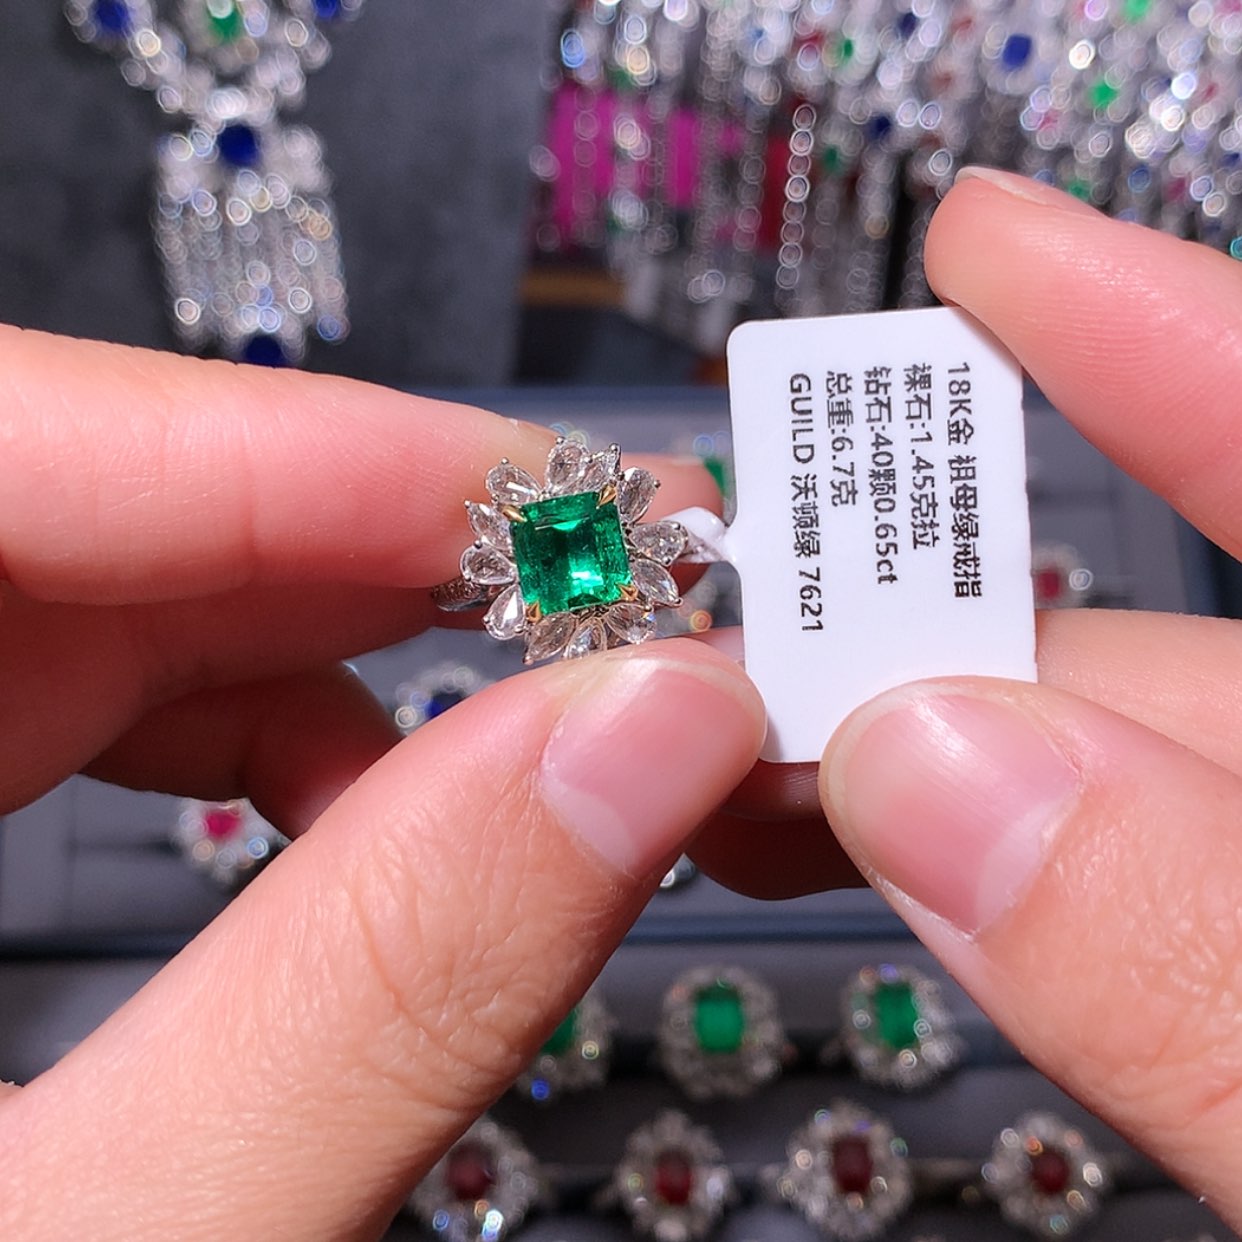 18K金 祖母绿戒指
裸石:1.45克拉
钻石:40颗0.65ct
总重:6.7克
GUILD 沃顿绿 7621